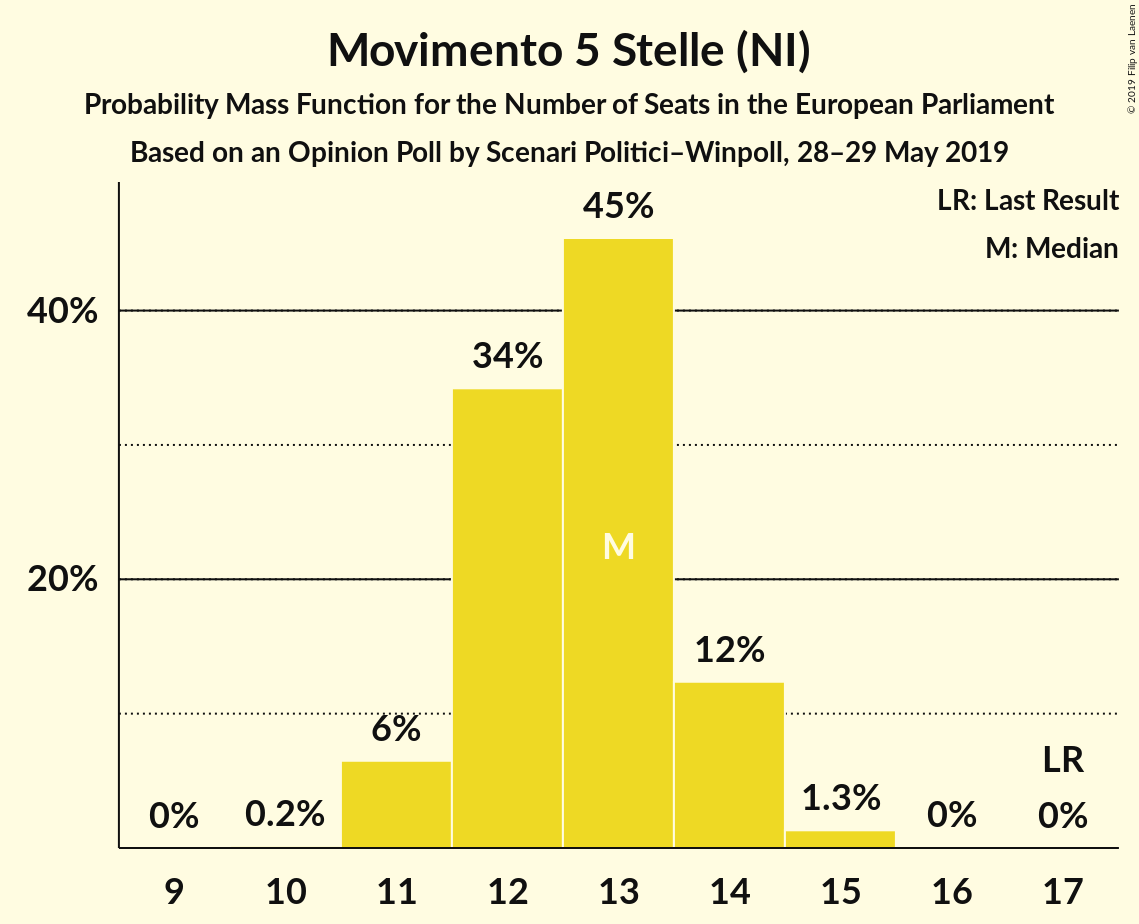 Movimento 5 Stelle (NI)
Probability Mass Function for the Number of Seats in the European Parliament
Based on an Opinion Poll by Scenari Politici–Winpoll, 28–29 May 2019
© 2019 Filip van Laenen
LR: Last Result
M: Median
40%
20%
0%
0.2%
6%
34%
45%
M
12%
1.3%
0%
LR
0%
9 10 11 12 13 14 15 16 17